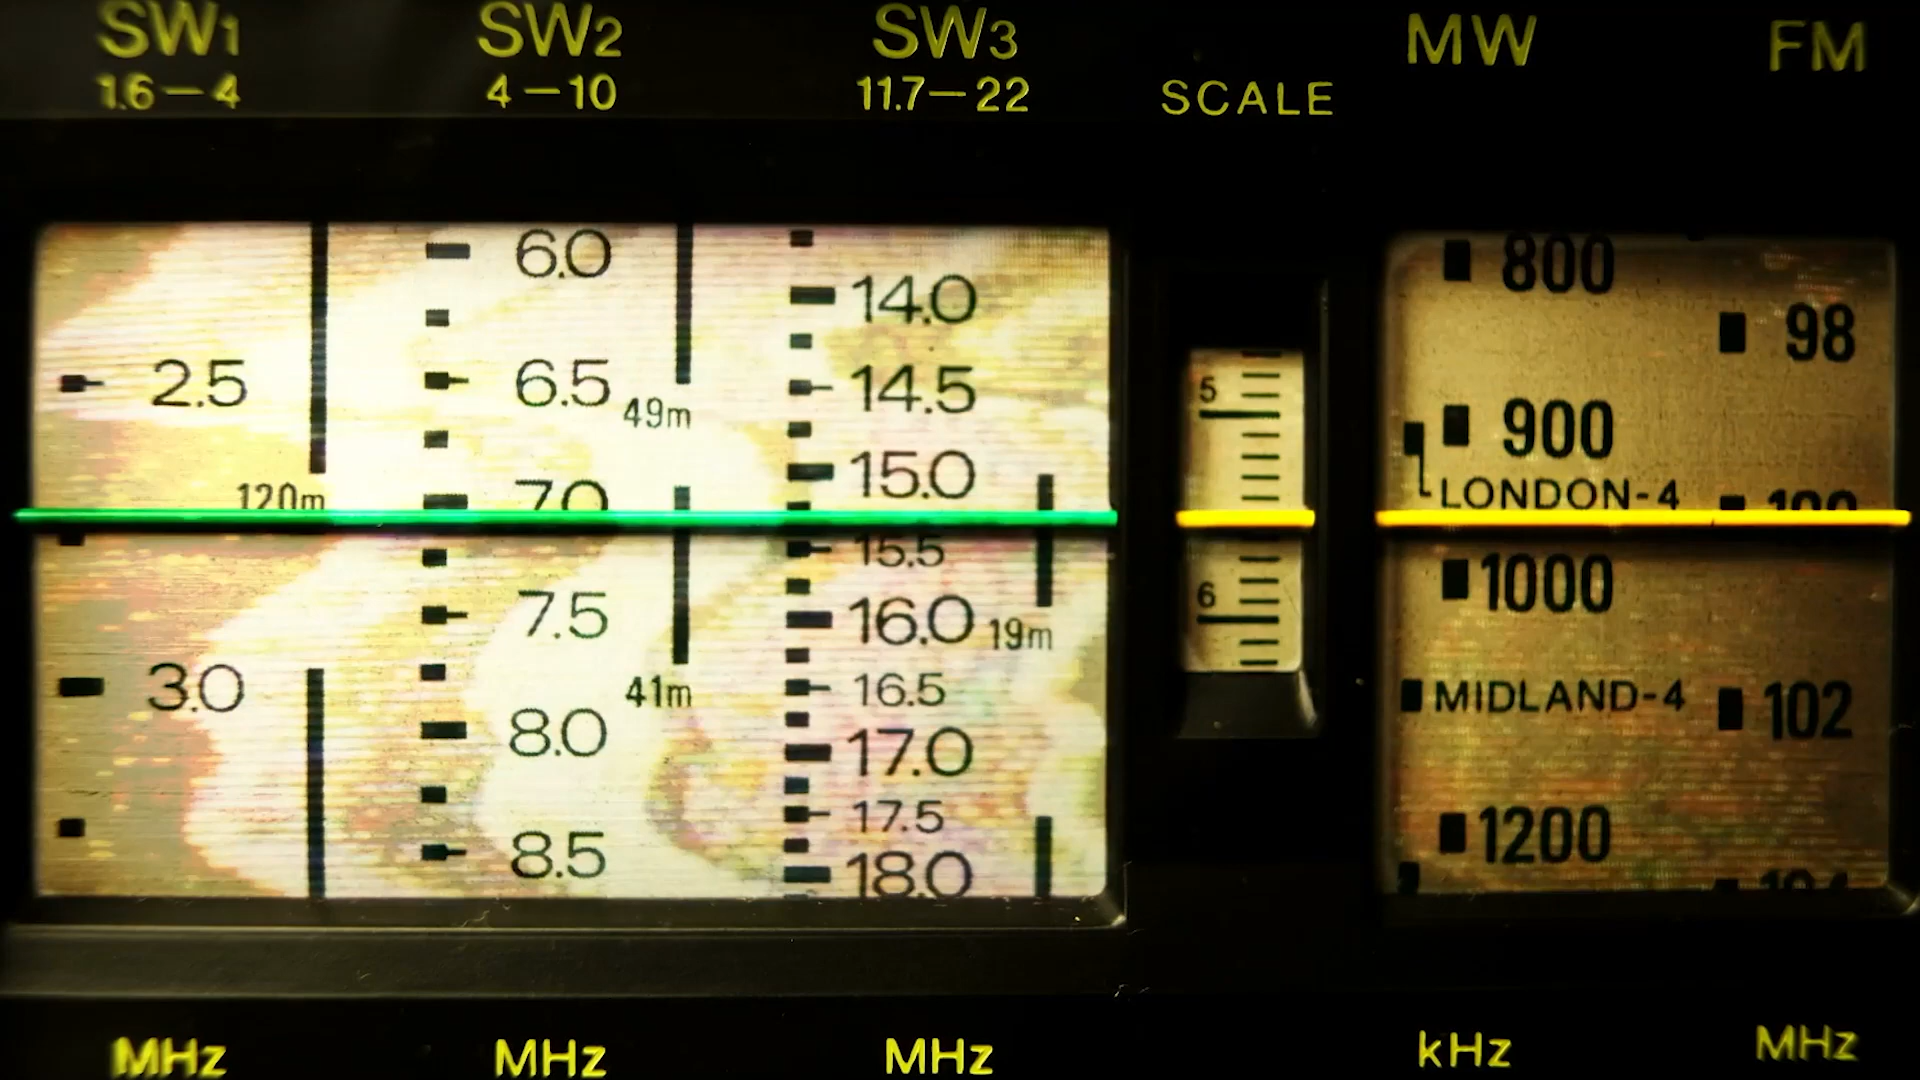 SW1 SW2 SW3 MW FM
1.6–4 4–10 11.7–22 SCALE
6.0 14.0 800
98
2.5 6.5 14.5 5
49m 900
15.0
120m 7.0 LONDON-4 100
15.5
7.5 16.0 19m 6 1000
3.0 41m 16.5 MIDLAND-4 102
8.0 17.0
17.5 1200
8.5 18.0 104
MHz MHz MHz kHz MHz